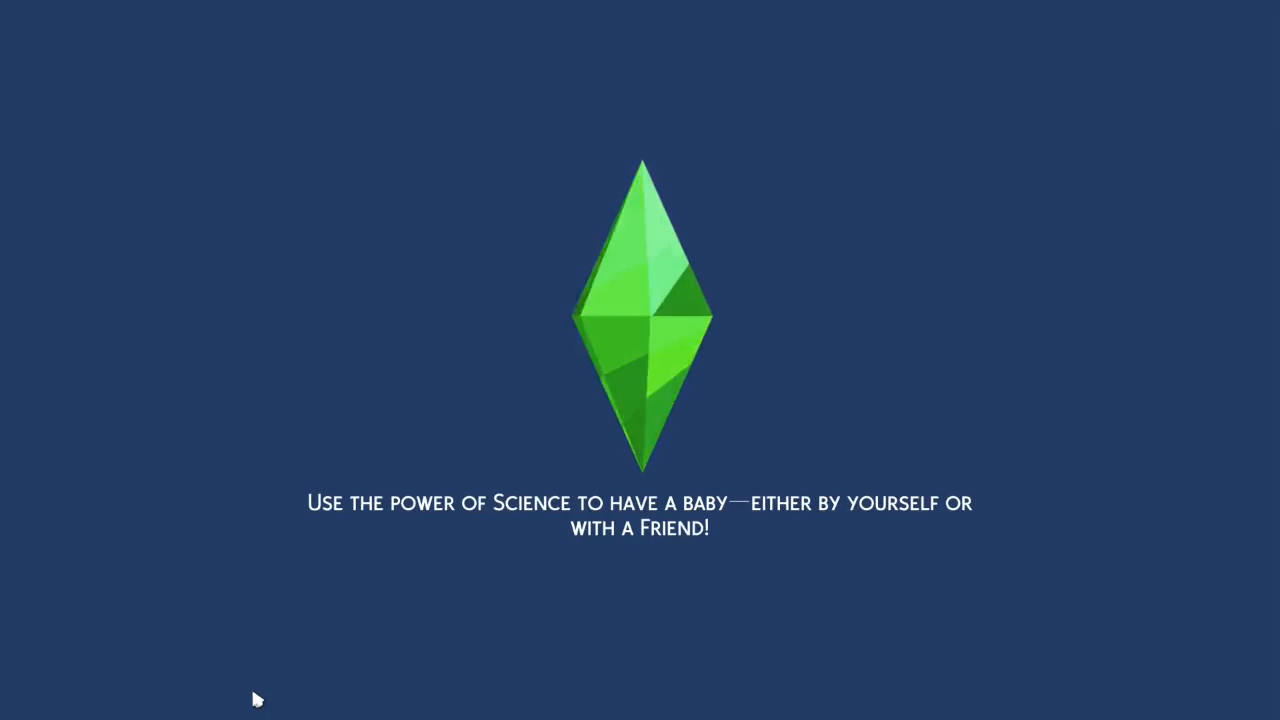 Use the power of Science to have a baby—either by yourself or
with a Friend!